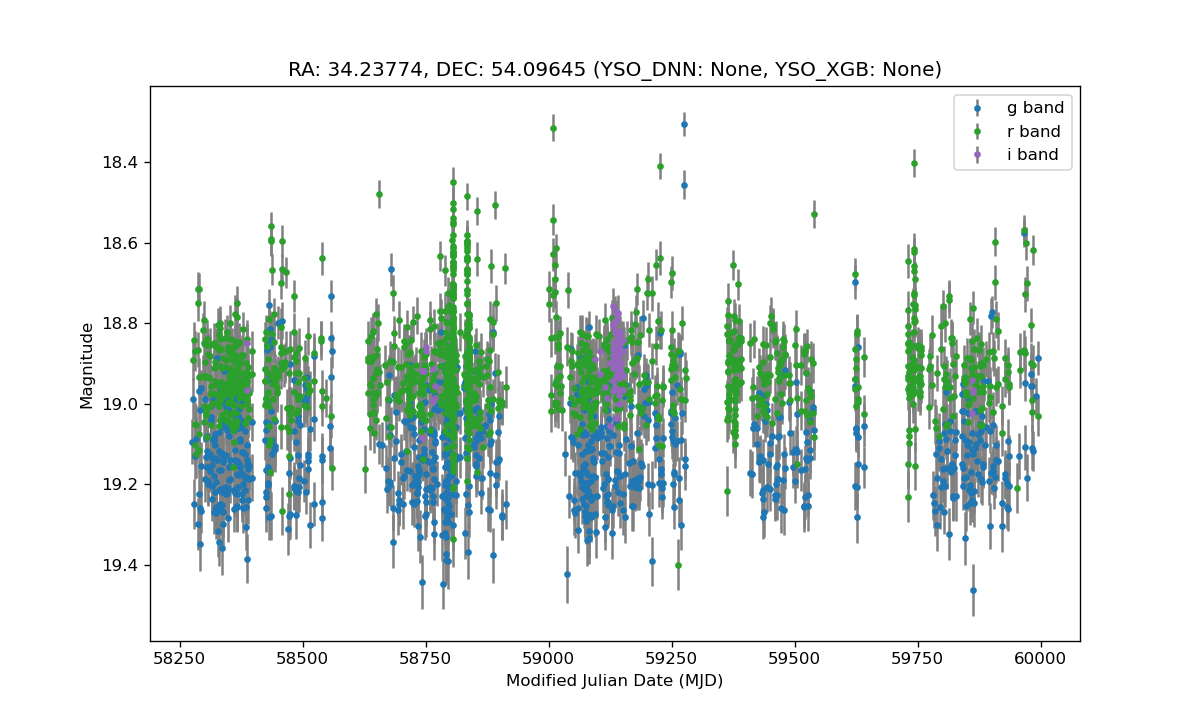 RA: 34.23774, DEC: 54.09645 (YSO_DNN: None, YSO_XGB: None)
g band
r band
i band
18.4
18.6
18.8
19.0
19.2
19.4
Magnitude
58250 58500 58750 59000 59250 59500 59750 60000
Modified Julian Date (MJD)